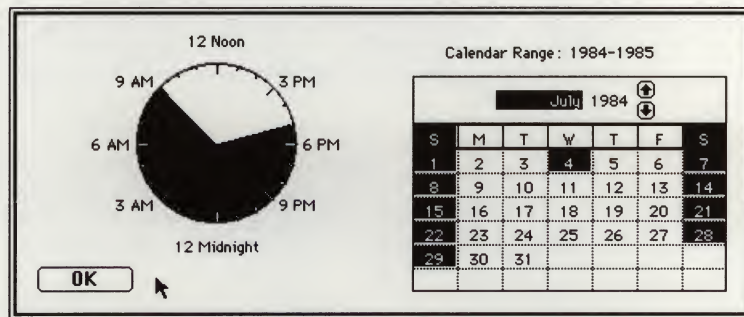 12 Noon
9 AM
3 PM
6 AM
6 PM
3 AM
9 PM
12 Midnight
OK
Calendar Range: 1984-1985
July 1984
S M T W T F S
1 2 3 4 5 6 7
8 9 10 11 12 13 14
15 16 17 18 19 20 21
22 23 24 25 26 27 28
29 30 31